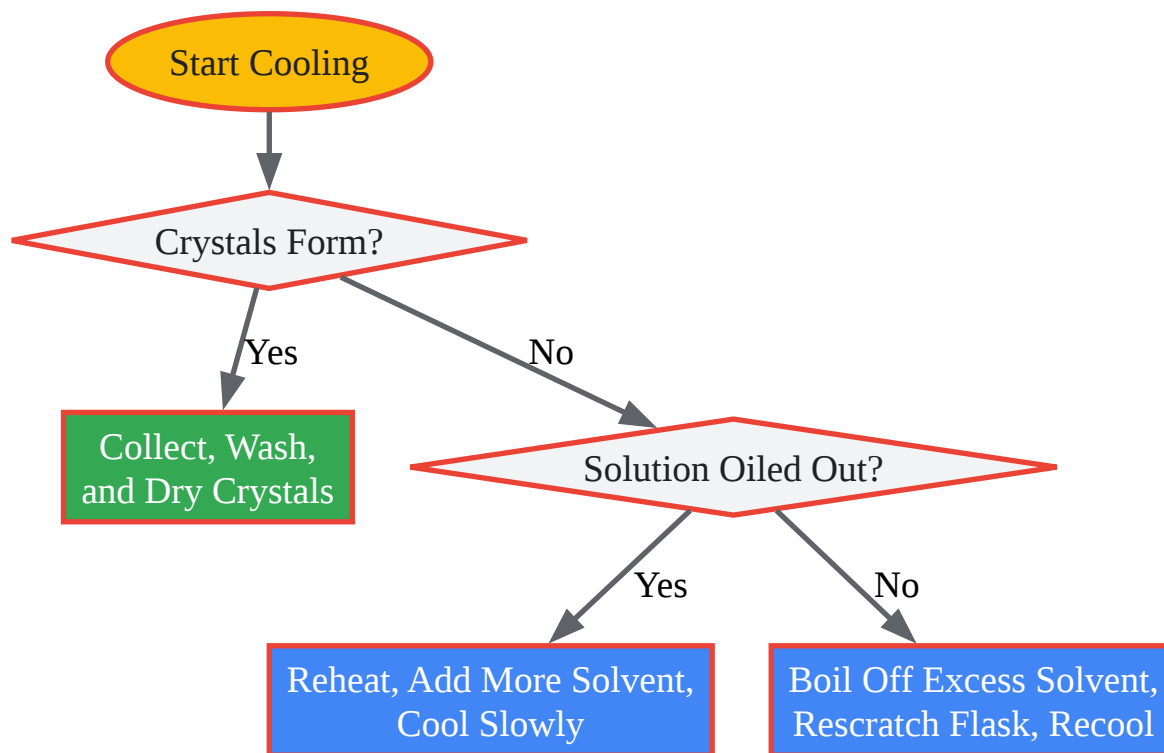 Start Cooling
Crystals Form?
Yes
No
Collect, Wash,
and Dry Crystals
Solution Oiled Out?
Yes
No
Reheat, Add More Solvent,
Cool Slowly
Boil Off Excess Solvent,
Rescratch Flask, Recool